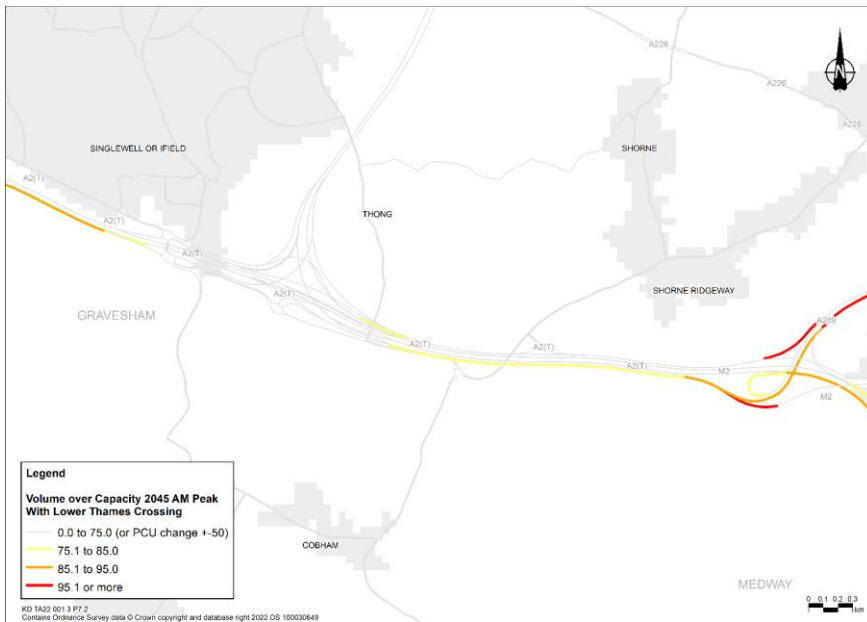 A226
A226
A226
SINGLEWELL OR IFIELD
SHORNE
A2(T)
THONG
A2(T)
A2(T)
SHORNE RIDGEWAY
A2(T)
GRAVESHAM
A289
A2(T)
A2(T)
A2(T)
M2
M2
Legend
Volume over Capacity 2045 AM Peak
With Lower Thames Crossing
0.0 to 75.0 (or PCU change +-50)
75.1 to 85.0
85.1 to 95.0
95.1 or more
COBHAM
MEDWAY
N
0 0.1 0.2 0.3
km
KD TA22 001 3 P7.2
Contains Ordnance Survey data © Crown copyright and database right 2022 OS 100030649